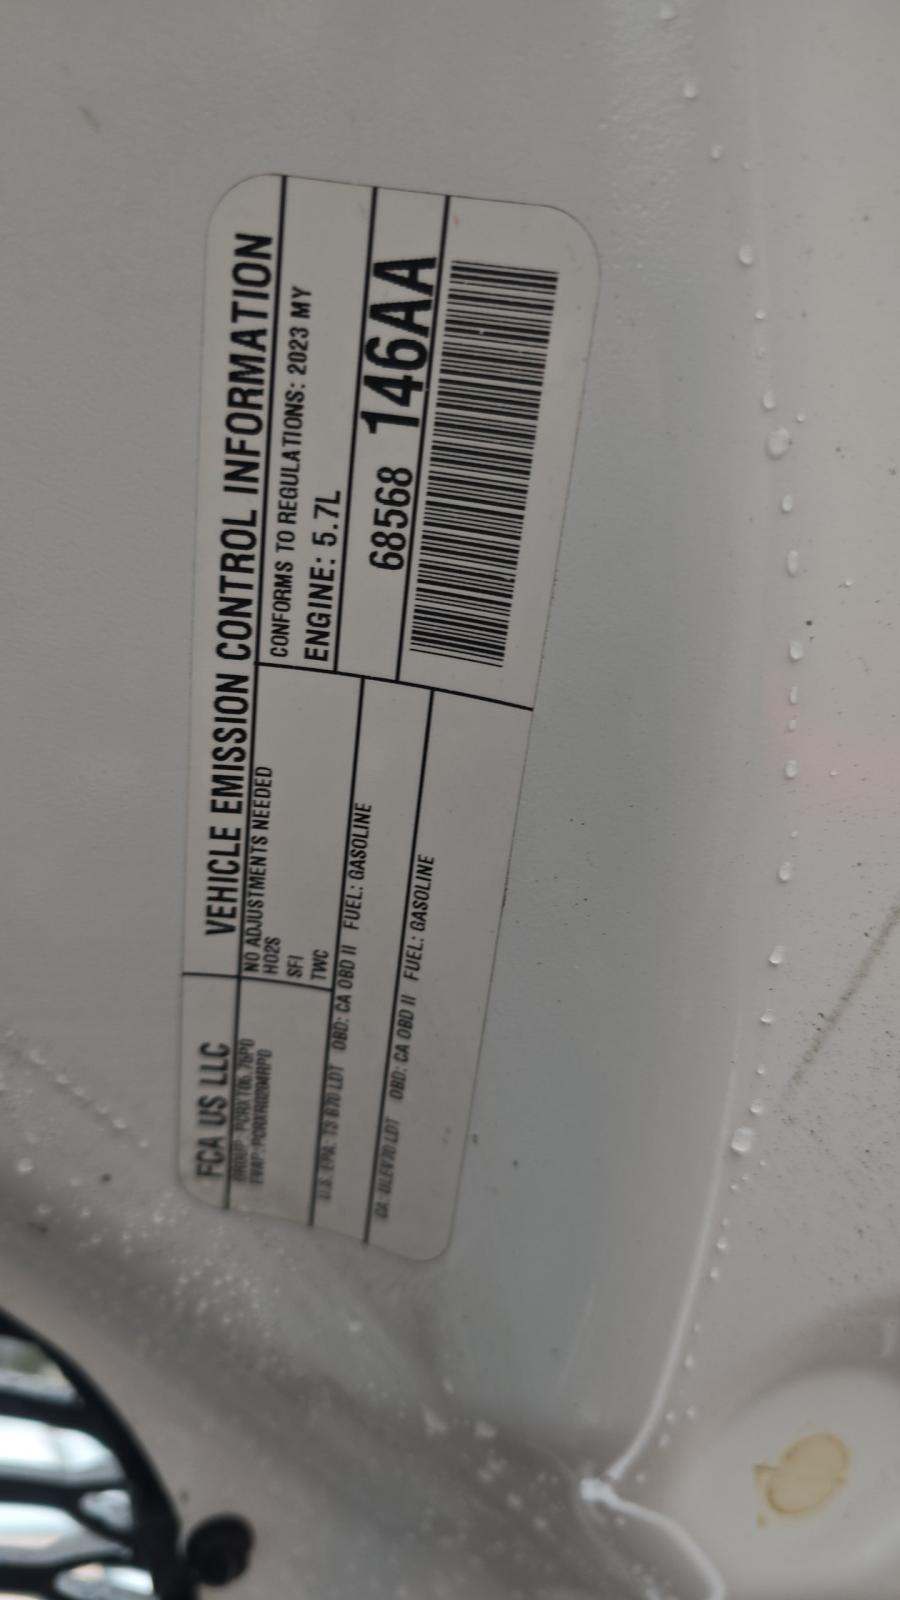 FCA US LLC
VEHICLE EMISSION CONTROL INFORMATION
NO ADJUSTMENTS NEEDED
HO2S
SFI
TWC
CONFORMS TO REGULATIONS: 2023 MY
ENGINE: 5.7L
OBD: CA OBD II FUEL: GASOLINE
OBD: CA OBD II FUEL: GASOLINE
68568 146AA